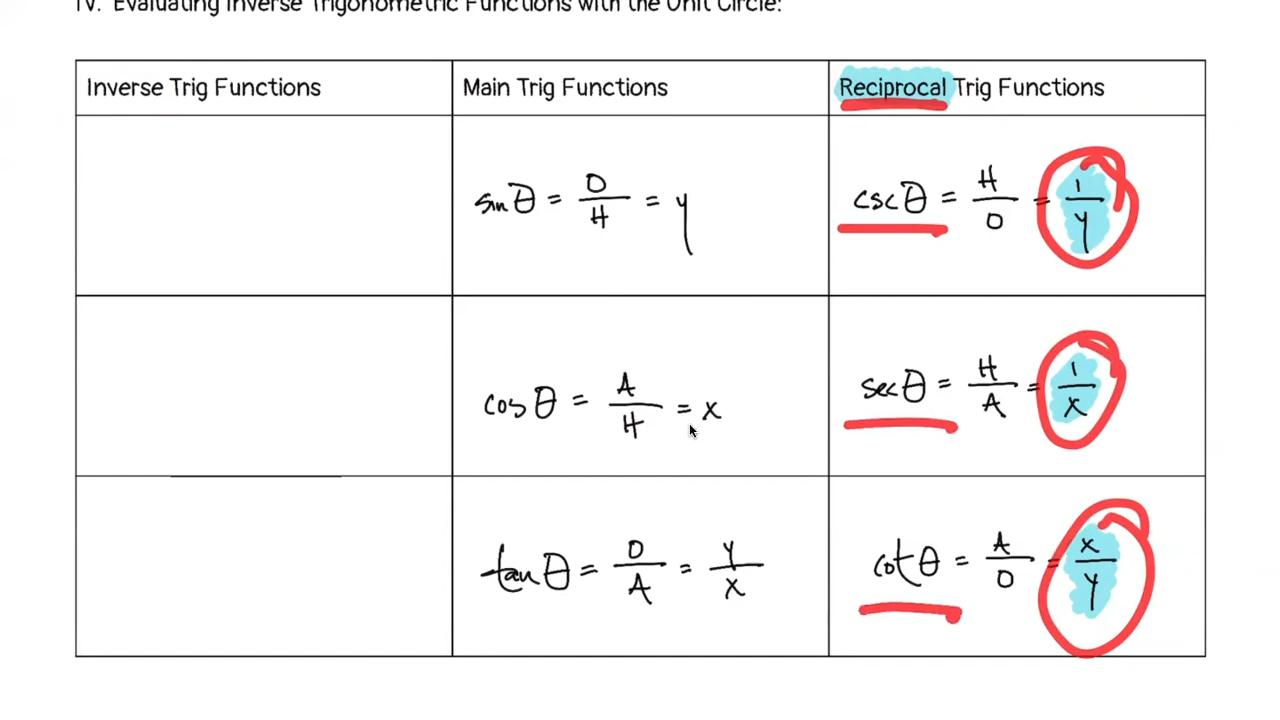 IV. Evaluating Inverse Trigonometric Functions with the Unit Circle:
Inverse Trig Functions
Main Trig Functions
Reciprocal Trig Functions
sin θ = O/H = y
csc θ = H/O = 1/y
cos θ = A/H = x
sec θ = H/A = 1/x
tan θ = O/A = y/x
cot θ = A/O = x/y